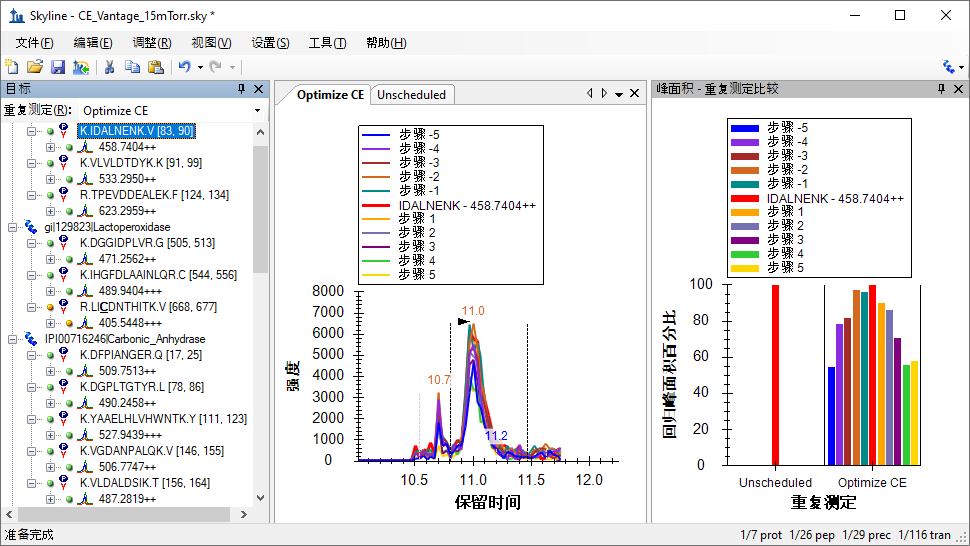 Skyline - CE_Vantage_15mTorr.sky *
文件(F) 编辑(E) 调整(R) 视图(V) 设置(S) 工具(T) 帮助(H)
目标
重复测定(R): Optimize CE
K.IDALNENK.V [83, 90]
458.7404++
K.VLVLDTDYK.K [91, 99]
533.2950++
R.TPEVDDEALEK.F [124, 134]
623.2959++
gi|129823|Lactoperoxidase
K.DGGIDPLVR.G [505, 513]
471.2562++
K.IHGFDLAAINLQR.C [544, 556]
489.9404+++
R.LICDNTHITK.V [668, 677]
405.5448+++
IPI00716246|Carbonic_Anhydrase
K.DFPIANGER.Q [17, 25]
509.7513++
K.DGPLTGTYR.L [78, 86]
490.2458++
K.YAAELHLVHWNTK.Y [111, 123]
527.9439+++
K.VGDANPALQK.V [146, 155]
506.7747++
K.VLDALDSIK.T [156, 164]
487.2819++
Optimize CE Unscheduled
步骤 -5
步骤 -4
步骤 -3
步骤 -2
步骤 -1
IDALNENK - 458.7404++
步骤 1
步骤 2
步骤 3
步骤 4
步骤 5
8000
7000
6000
5000
4000
3000
2000
1000
0
强度
11.0
10.7
11.2
10.5 11.0 11.5 12.0
保留时间
峰面积 - 重复测定比较
步骤 -5
步骤 -4
步骤 -3
步骤 -2
步骤 -1
IDALNENK - 458.7404++
步骤 1
步骤 2
步骤 3
步骤 4
步骤 5
100
80
60
40
20
0
回归峰面积百分比
Unscheduled Optimize CE
重复测定
准备完成
1/7 prot 1/26 pep 1/29 prec 1/116 tran